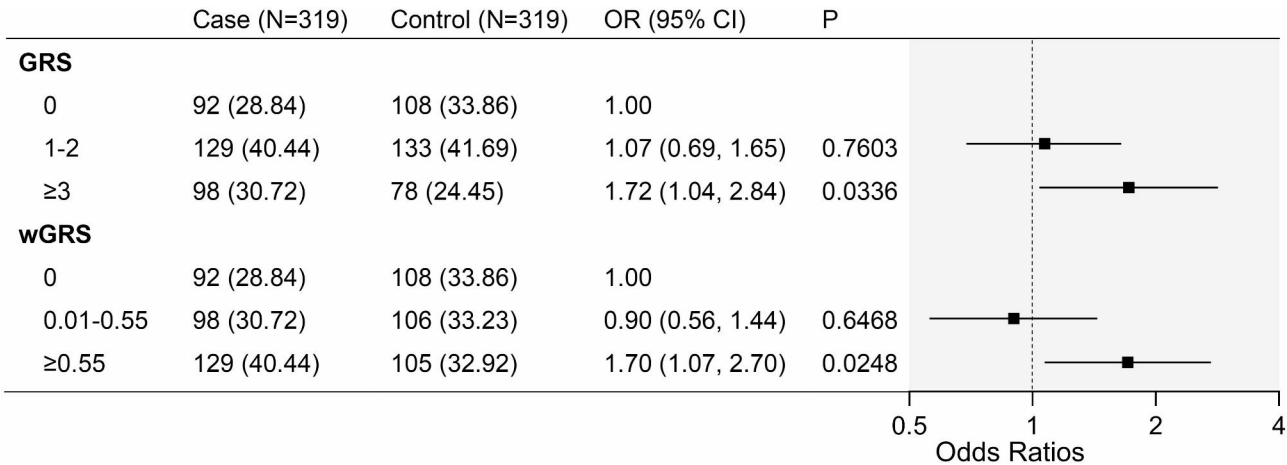 Case (N=319) Control (N=319) OR (95% CI) P
GRS
0 92 (28.84) 108 (33.86) 1.00
1-2 129 (40.44) 133 (41.69) 1.07 (0.69, 1.65) 0.7603
≥3 98 (30.72) 78 (24.45) 1.72 (1.04, 2.84) 0.0336
wGRS
0 92 (28.84) 108 (33.86) 1.00
0.01-0.55 98 (30.72) 106 (33.23) 0.90 (0.56, 1.44) 0.6468
≥0.55 129 (40.44) 105 (32.92) 1.70 (1.07, 2.70) 0.0248
0.5 1 2 4
Odds Ratios